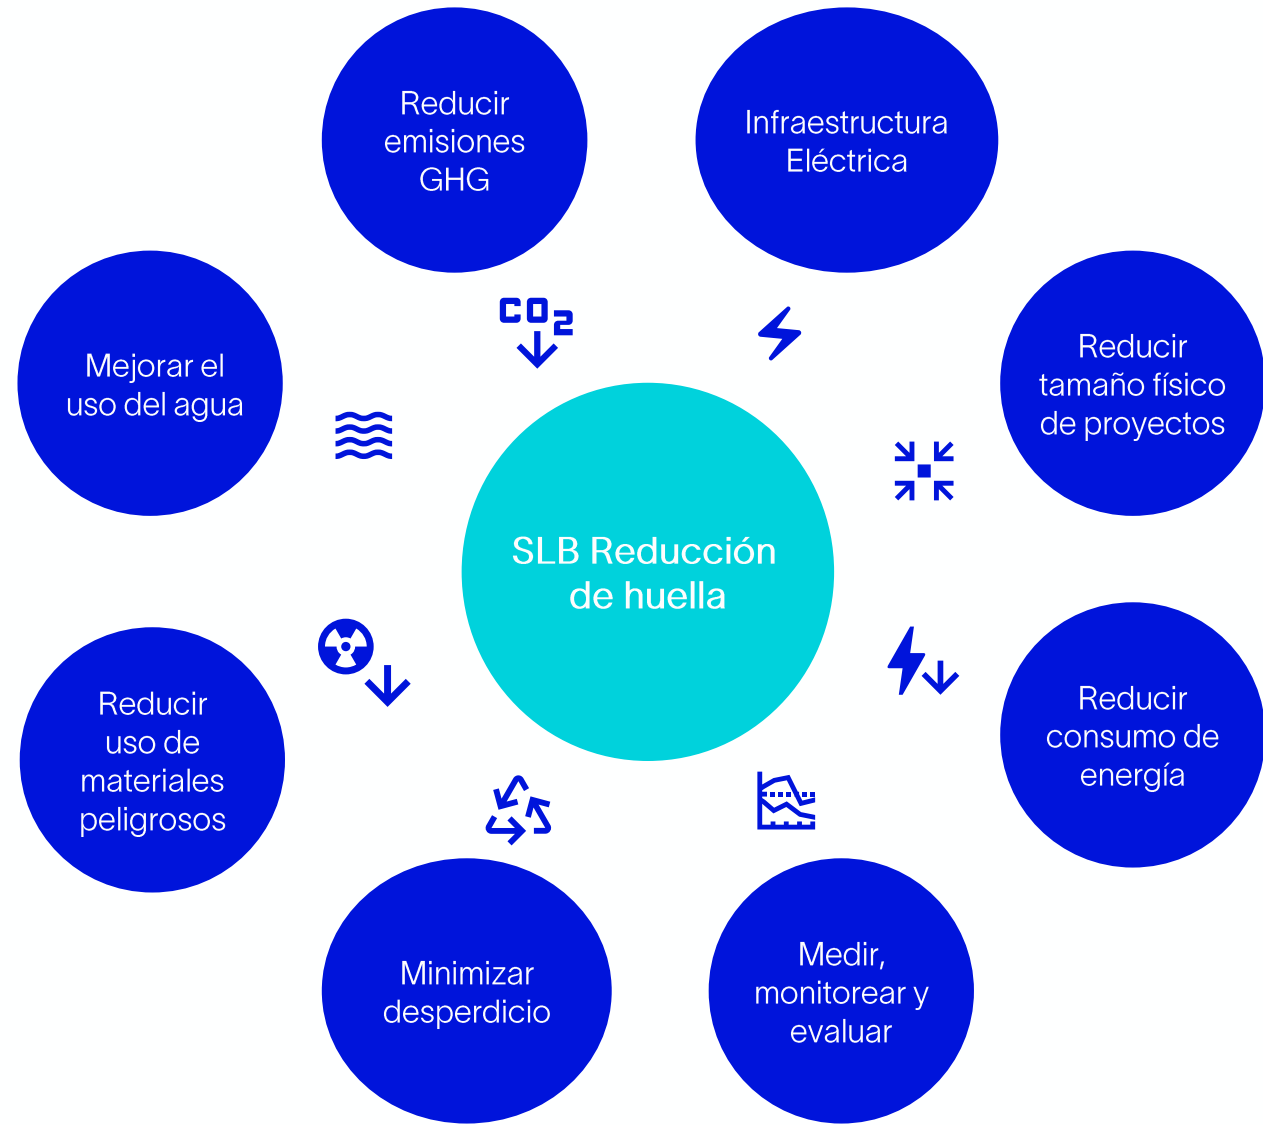 Reducir
emisiones
GHG
Infraestructura
Eléctrica
Mejorar el
uso del agua
Reducir
tamaño físico
de proyectos
CO2
SLB Reducción
de huella
Reducir
uso de
materiales
peligrosos
Reducir
consumo de
energía
Minimizar
desperdicio
Medir,
monitorear y
evaluar